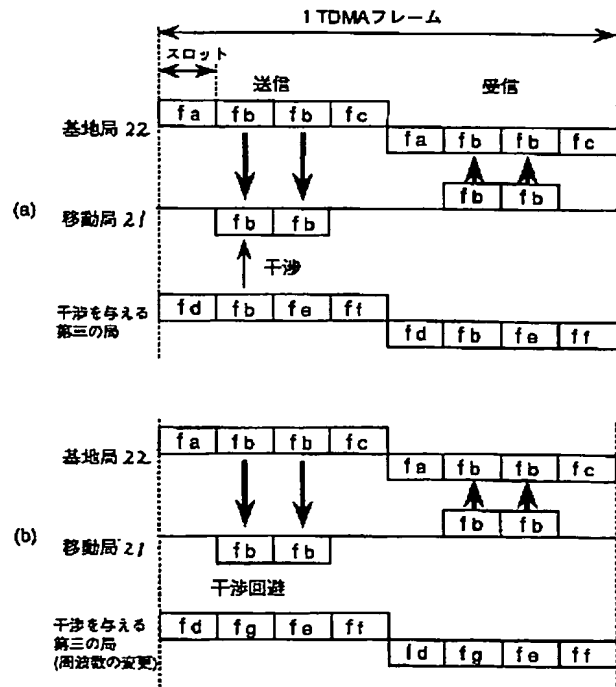 1 TDMAフレーム
スロット
送信
受信
基地局 22
fa fb fb fc
fa fb fb fc
fb fb
(a)
移動局 21
fb fb
干渉
干渉を与える
第三の局
fd fb fe ff
fd fb fe ff
基地局 22
fa fb fb fc
fa fb fb fc
fb fb
(b)
移動局 21
fb fb
干渉回避
干渉を与える
第三の局
(周波数の変更)
fd fg fe ff
fd fg fe ff